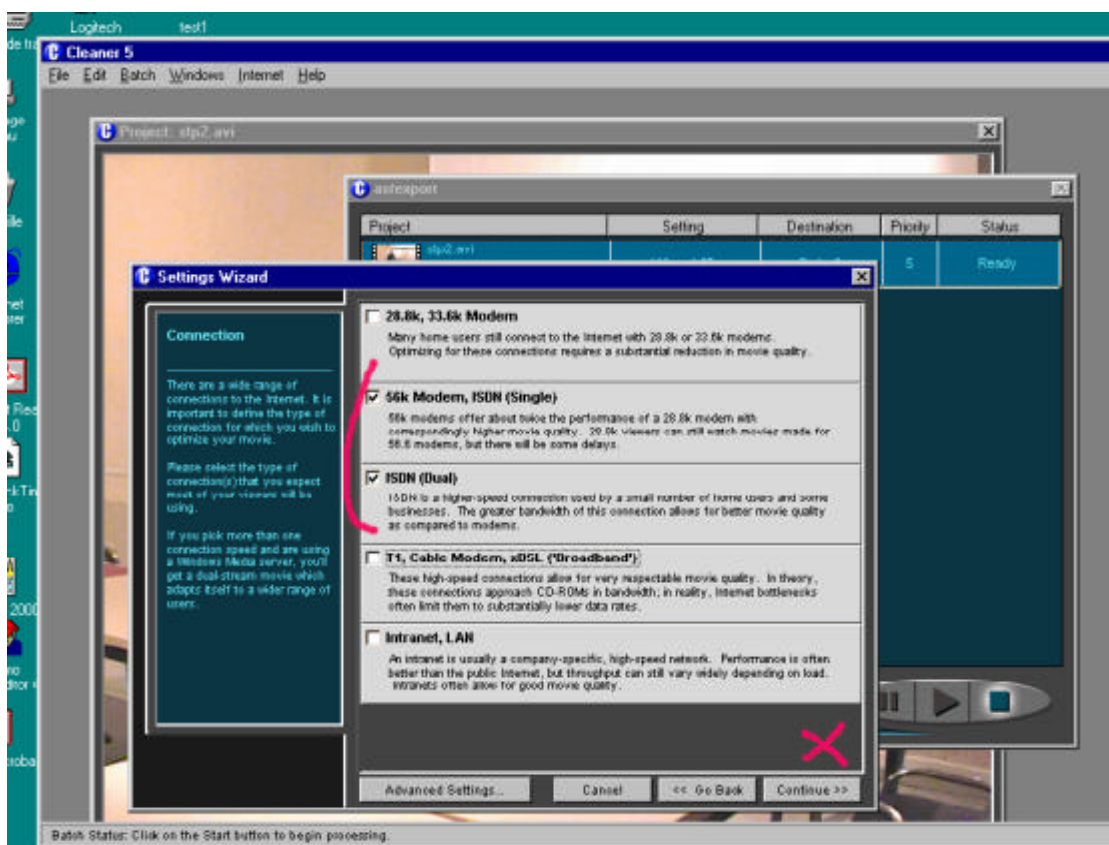 Logitech
test1
Cleaner 5
File Edit Batch Windows Internet Help
Project: stp2.avi
Project Setting Destination Priority Status
stp2.avi
5 Ready
Settings Wizard
Connection
There are a wide range of
connections to the Internet. It is
important to define the type of
connection for which you wish to
optimize your movie.
Please select the type of
connection(s) that you expect
most of your viewers will be
using.
If you pick more than one
connection speed and are using
a Windows Media server, you'll
get a dual-stream movie which
adapts itself to a wider range of
users.
28.8k, 33.6k Modem
Many home users still connect to the Internet with 28.8k or 33.6k modems.
Optimizing for these connections requires a substantial reduction in movie quality.
56k Modem, ISDN (Single)
56k modems offer about twice the performance of a 28.8k modem with
correspondingly higher movie quality. 28.8k viewers can still watch movies made for
56.6 modems, but there will be some delays.
ISDN (Dual)
ISDN is a higher-speed connection used by a small number of home users and some
businesses. The greater bandwidth of this connection allows for better movie quality
as compared to modems.
T1, Cable Modem, xDSL ('Broadband')
These high-speed connections allow for very respectable movie quality. In theory,
these connections approach CD-ROMs in bandwidth; in reality, Internet bottlenecks
often limit them to substantially lower data rates.
Intranet, LAN
An intranet is usually a company-specific, high-speed network. Performance is often
better than the public Internet, but throughput can still vary widely depending on load.
Intranets often allow for good movie quality.
Advanced Settings... Cancel << Go Back Continue >>
Batch Status: Click on the Start button to begin processing.